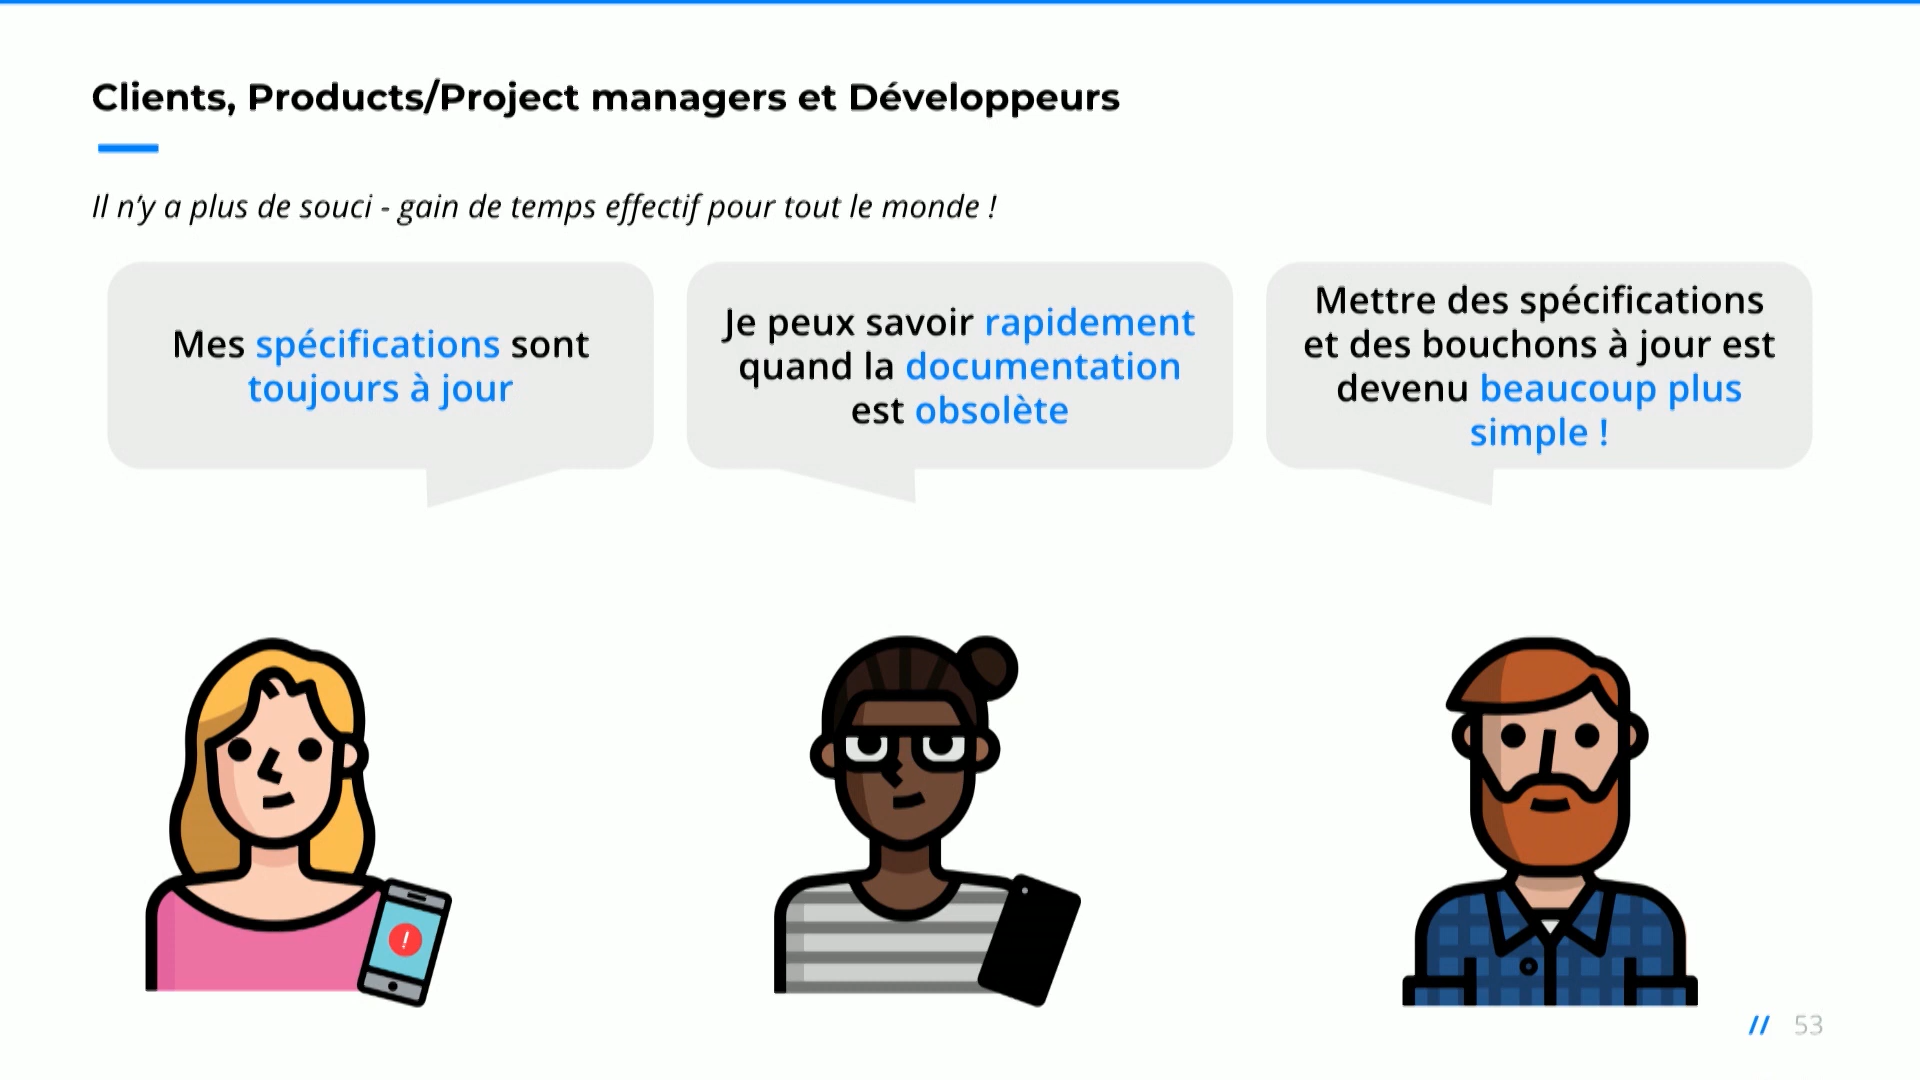 Clients, Products/Project managers et Développeurs
Il n'y a plus de souci - gain de temps effectif pour tout le monde !
Mes spécifications sont
toujours à jour
Je peux savoir rapidement
quand la documentation
est obsolète
Mettre des spécifications
et des bouchons à jour est
devenu beaucoup plus
simple !
!
// 53